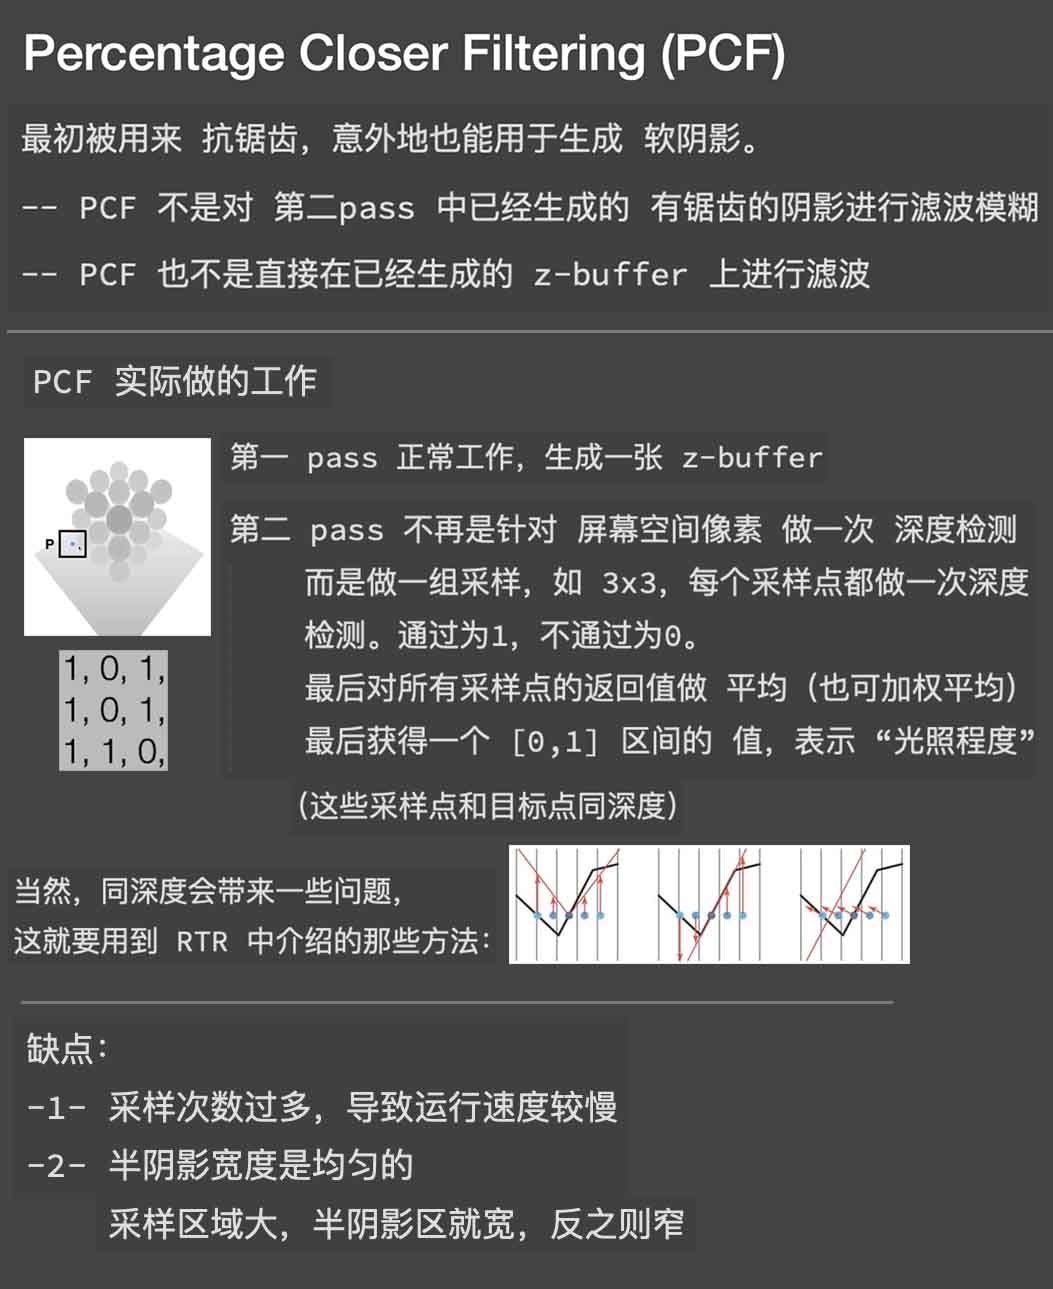 Percentage Closer Filtering (PCF)
最初被用来 抗锯齿，意外地也能用于生成 软阴影。
-- PCF 不是对 第二pass 中已经生成的 有锯齿的阴影进行滤波模糊
-- PCF 也不是直接在已经生成的 z-buffer 上进行滤波
PCF 实际做的工作
第一 pass 正常工作，生成一张 z-buffer
第二 pass 不再是针对 屏幕空间像素 做一次 深度检测
而是做一组采样，如 3x3，每个采样点都做一次深度
检测。通过为1，不通过为0。
最后对所有采样点的返回值做 平均（也可加权平均）
最后获得一个 [0,1] 区间的 值，表示 “光照程度”
（这些采样点和目标点同深度）
P
1, 0, 1,
1, 0, 1,
1, 1, 0,
当然，同深度会带来一些问题，
这就要用到 RTR 中介绍的那些方法：
缺点：
-1- 采样次数过多，导致运行速度较慢
-2- 半阴影宽度是均匀的
采样区域大，半阴影区就宽，反之则窄